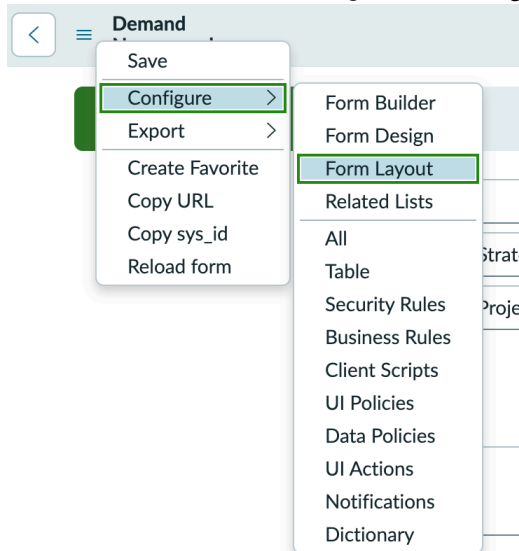 Demand
Save
Configure
Export
Create Favorite
Copy URL
Copy sys_id
Reload form
Form Builder
Form Design
Form Layout
Related Lists
All
Table
Security Rules
Business Rules
Client Scripts
UI Policies
Data Policies
UI Actions
Notifications
Dictionary